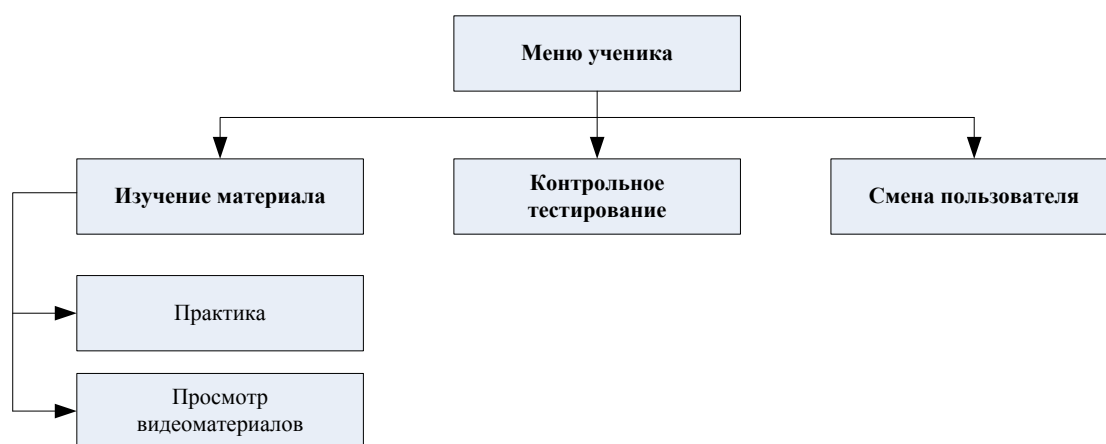 Меню ученика
Изучение материала
Контрольное
тестирование
Смена пользователя
Практика
Просмотр
видеоматериалов